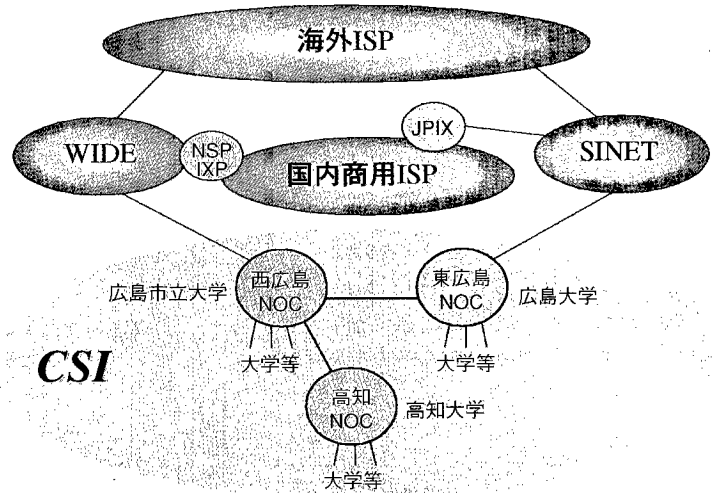 海外ISP
JPIX
WIDE
NSP
IXP
国内商用ISP
SINET
広島市立大学
西広島
NOC
東広島
NOC
広島大学
大学等
大学等
CSI
高知
NOC
高知大学
大学等